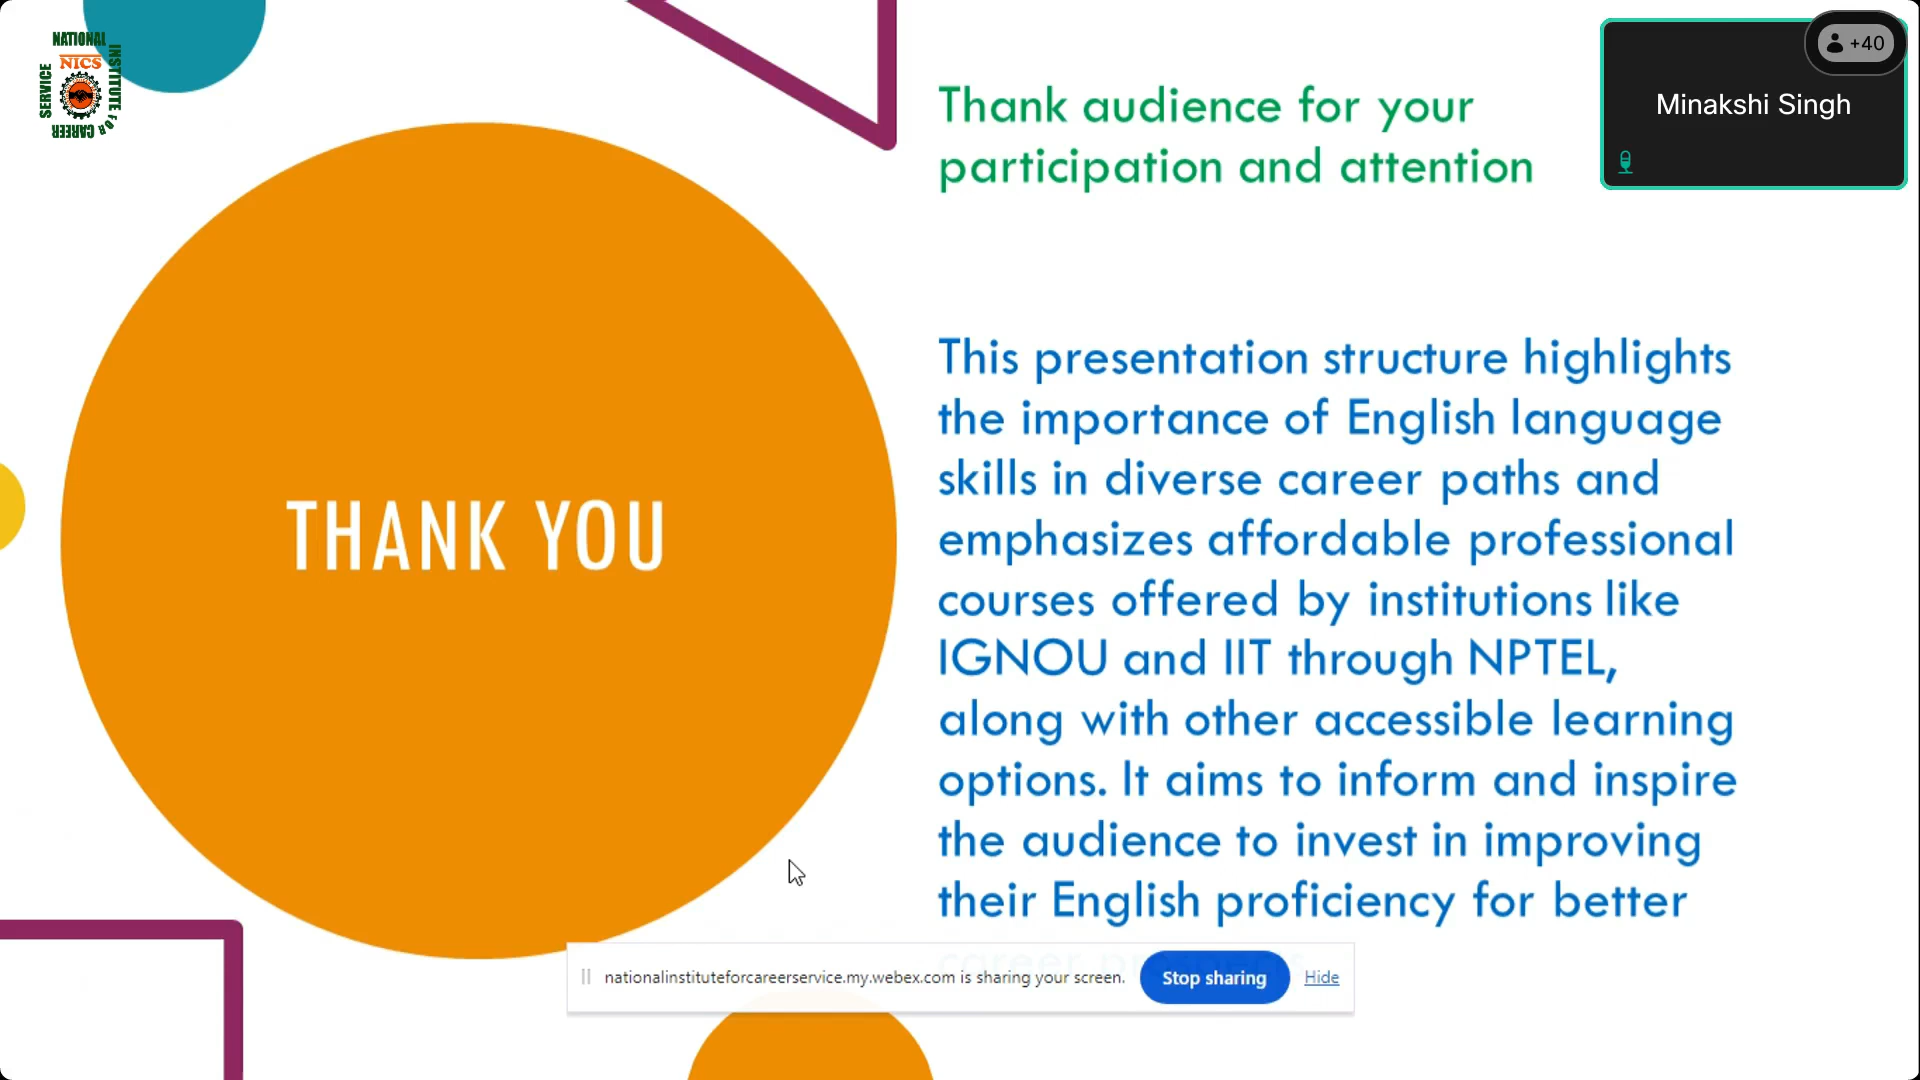 NATIONAL
INSTITUTE FOR
CAREER
SERVICE
NICS
+40
Minakshi Singh
Thank audience for your
participation and attention
THANK YOU
This presentation structure highlights
the importance of English language
skills in diverse career paths and
emphasizes affordable professional
courses offered by institutions like
IGNOU and IIT through NPTEL,
along with other accessible learning
options. It aims to inform and inspire
the audience to invest in improving
their English proficiency for better
career
nationalinstituteforcareerservice.my.webex.com is sharing your screen.
Stop sharing
Hide